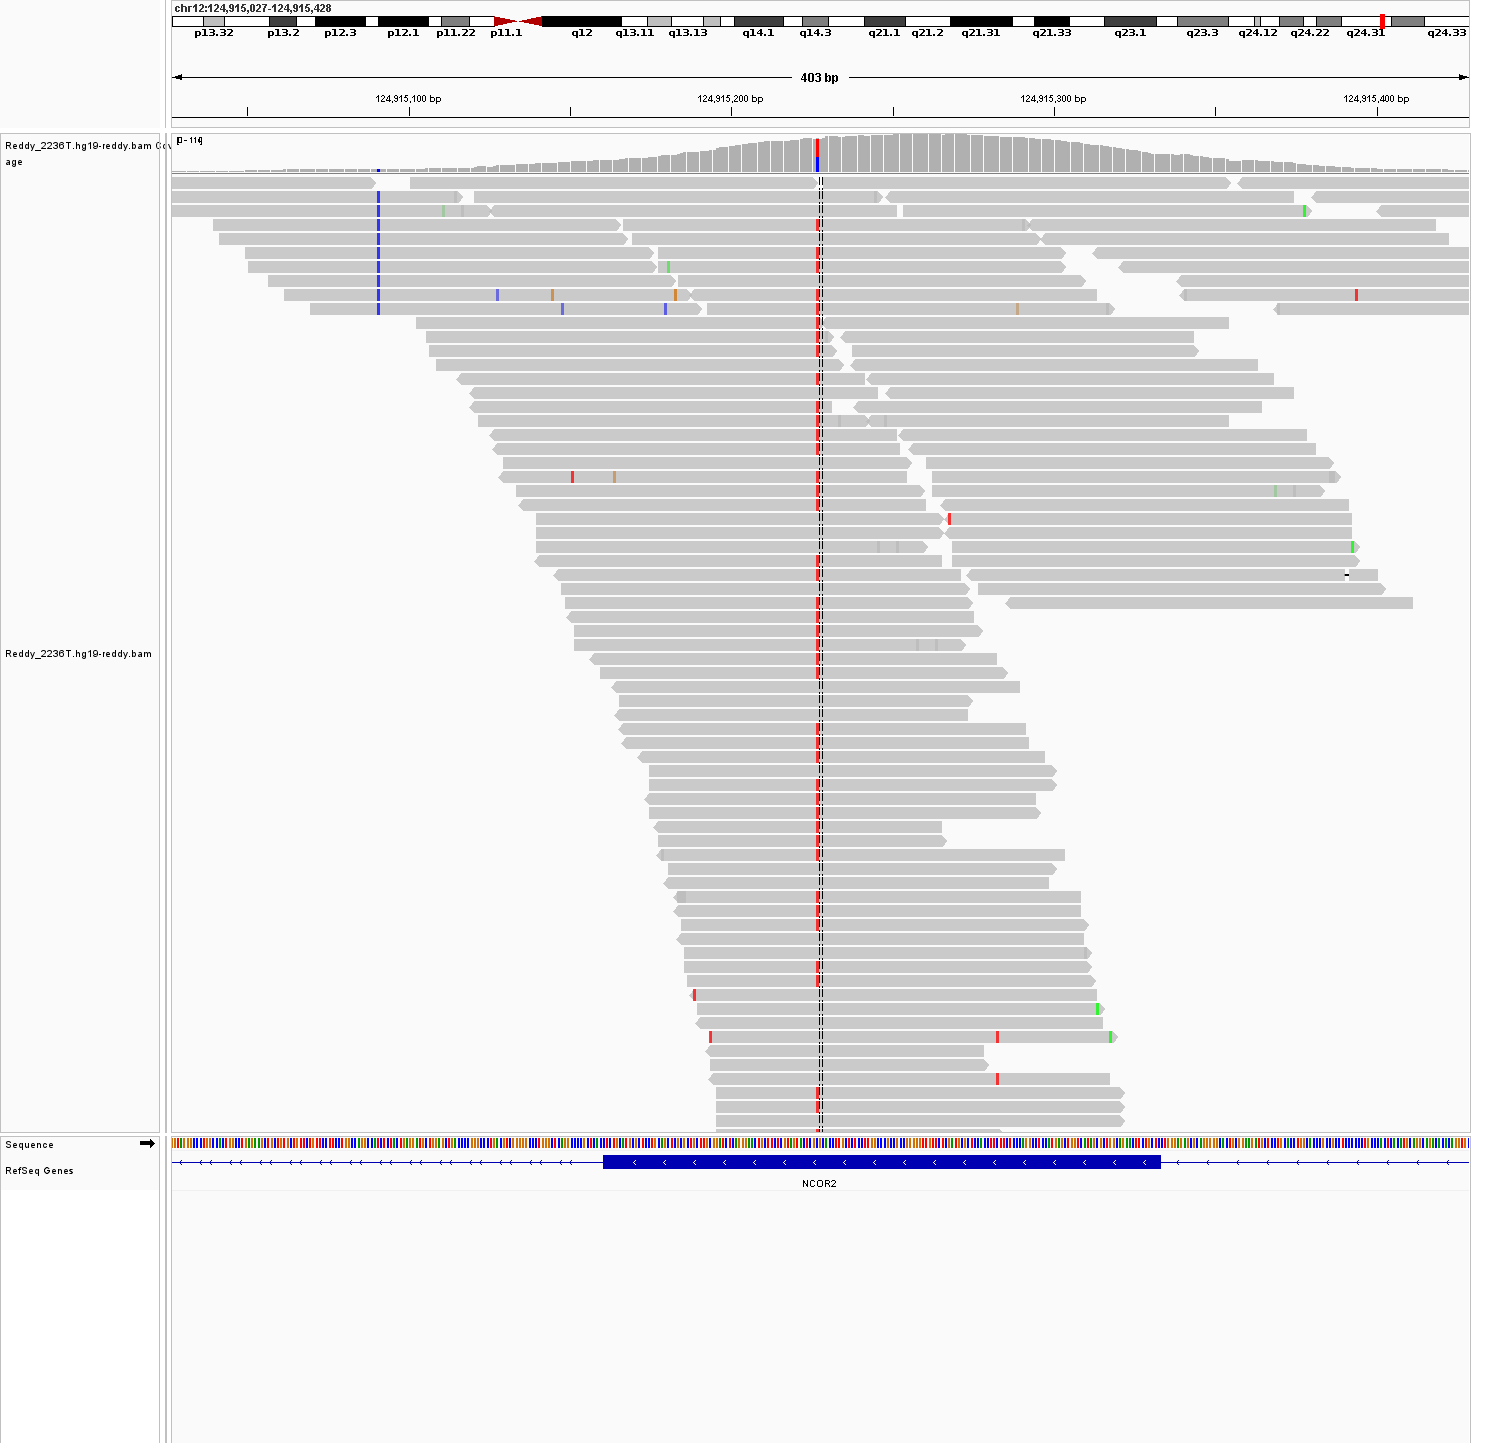 chr12:124,915,027-124,915,428
p13.32 p13.2 p12.3 p12.1 p11.22 p11.1 q12 q13.11 q13.13 q14.1 q14.3 q21.1 q21.2 q21.31 q21.33 q23.1 q23.3 q24.12 q24.22 q24.31 q24.33
403 bp
124,915,100 bp 124,915,200 bp 124,915,300 bp 124,915,400 bp
Reddy_2236T.hg19-reddy.bam Cov
age
[0 - 114]
Reddy_2236T.hg19-reddy.bam
Sequence
RefSeq Genes
NCOR2